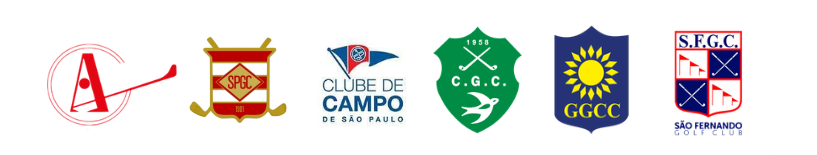 A
SPGC
1901
CLUBE DE
CAMPO
DE SÃO PAULO
1958
C.G.C.
GGCC
S.F.G.C.
SÃO FERNANDO
GOLF CLUB